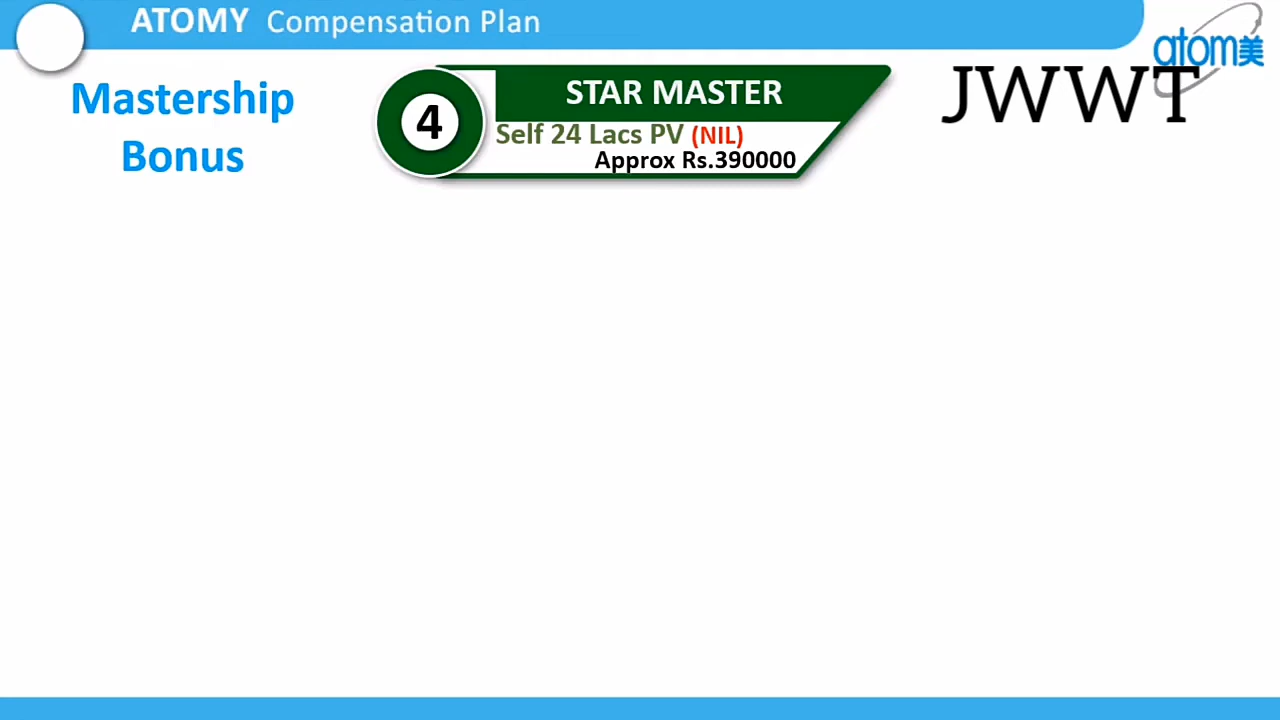 ATOMY Compensation Plan
atom美
Mastership
Bonus
4
STAR MASTER
Self 24 Lacs PV (NIL)
Approx Rs.390000
JWWT